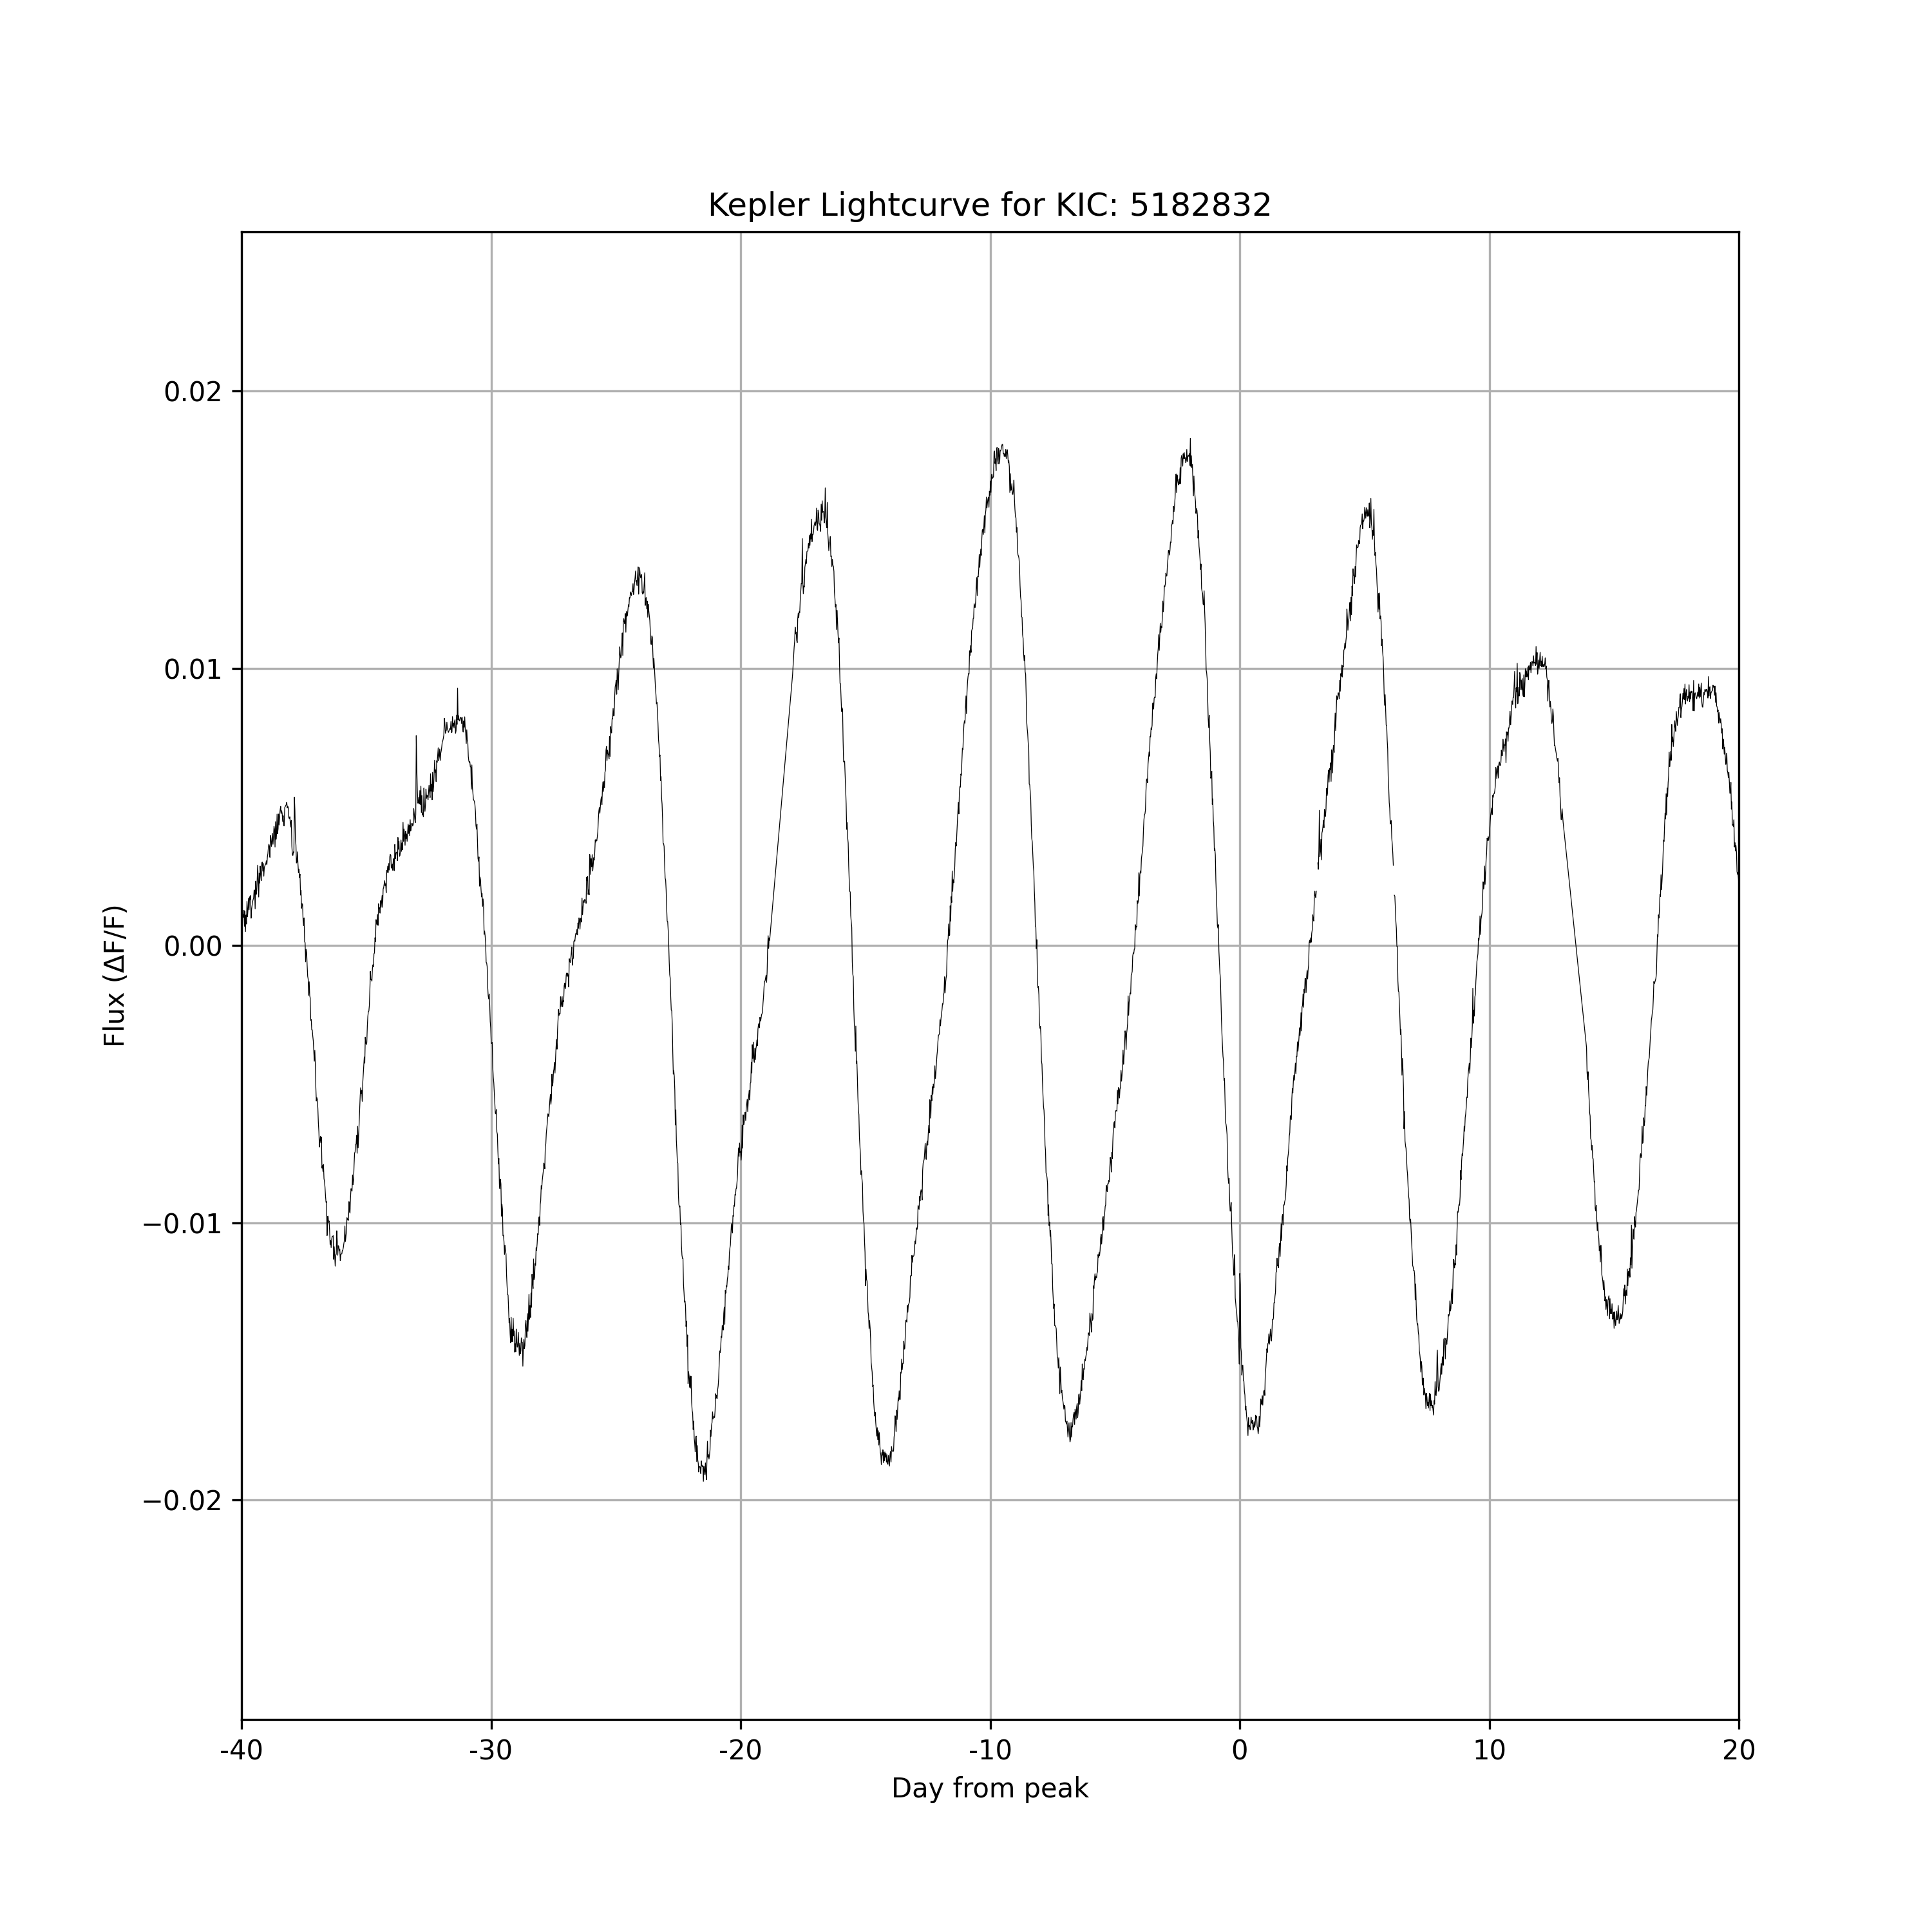 Kepler Lightcurve for KIC: 5182832
Flux (ΔF/F)
0.02
0.01
0.00
−0.01
−0.02
-40 -30 -20 -10 0 10 20
Day from peak